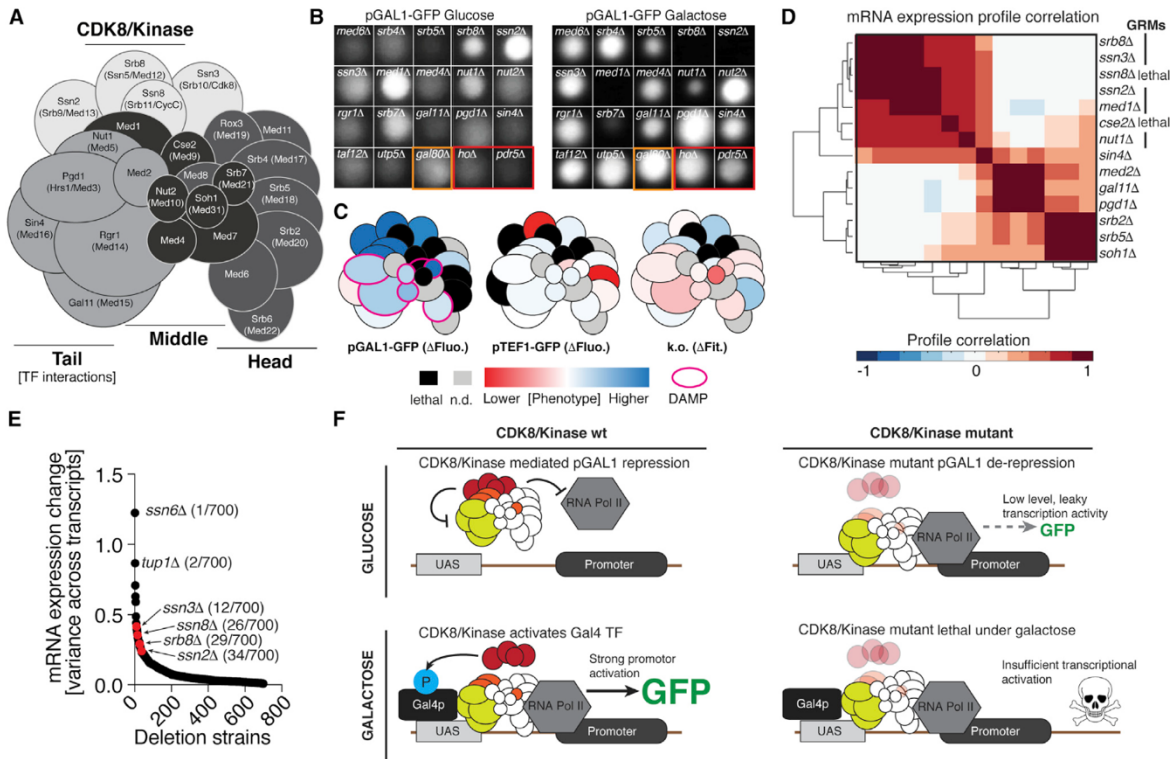 A
CDK8/Kinase
Srb8
(Ssn5/Med12)
Ssn3
(Srb10/Cdk8)
Ssn2
(Srb9/Med13)
Ssn8
(Srb11/CycC)
Med1
Nut1
(Med5)
Cse2
(Med9)
Rox3
(Med19)
Med11
Pgd1
(Hrs1/Med3)
Med2
Med8
Srb7
(Med21)
Srb4 (Med17)
Nut2
(Med10)
Soh1
(Med31)
Srb5
(Med18)
Sin4
(Med16)
Rgr1
(Med14)
Med4
Med7
Srb2
(Med20)
Med6
Gal11 (Med15)
Srb6
(Med22)
Middle
Tail
[TF interactions]
Head
B
pGAL1-GFP Glucose
med6Δ srb4Δ srb5Δ srb8Δ ssn2Δ
ssn3Δ med1Δ med4Δ nut1Δ nut2Δ
rgr1Δ srb7Δ gal11Δ pgd1Δ sin4Δ
taf12Δ utp5Δ gal80Δ hoΔ pdr5Δ
pGAL1-GFP Galactose
med6Δ srb4Δ srb5Δ srb8Δ ssn2Δ
ssn3Δ med1Δ med4Δ nut1Δ nut2Δ
rgr1Δ srb7Δ gal11Δ pgd1Δ sin4Δ
taf12Δ utp5Δ gal80Δ hoΔ pdr5Δ
C
pGAL1-GFP (ΔFluo.) pTEF1-GFP (ΔFluo.) k.o. (ΔFit.)
lethal n.d. Lower [Phenotype] Higher DAMP
D
mRNA expression profile correlation
GRMs
srb8Δ
ssn3Δ
ssn8Δ lethal
ssn2Δ
med1Δ
cse2Δ lethal
nut1Δ
sin4Δ
med2Δ
gal11Δ
pgd1Δ
srb2Δ
srb5Δ
soh1Δ
Profile correlation
-1 0 1
E
mRNA expression change
[variance across transcripts]
1.5
1.0
0.5
0.0
ssn6Δ (1/700)
tup1Δ (2/700)
ssn3Δ (12/700)
ssn8Δ (26/700)
srb8Δ (29/700)
ssn2Δ (34/700)
0 200 400 600 800
Deletion strains
F
CDK8/Kinase wt
CDK8/Kinase mutant
GLUCOSE
CDK8/Kinase mediated pGAL1 repression
RNA Pol II
UAS
Promoter
CDK8/Kinase mutant pGAL1 de-repression
Low level, leaky
transcription activity
GFP
RNA Pol II
UAS
Promoter
GALACTOSE
CDK8/Kinase activates Gal4 TF
P
Strong promotor
activation
GFP
Gal4p
RNA Pol II
UAS
Promoter
CDK8/Kinase mutant lethal under galactose
Insufficient transcriptional
activation
Gal4p
RNA Pol II
UAS
Promoter